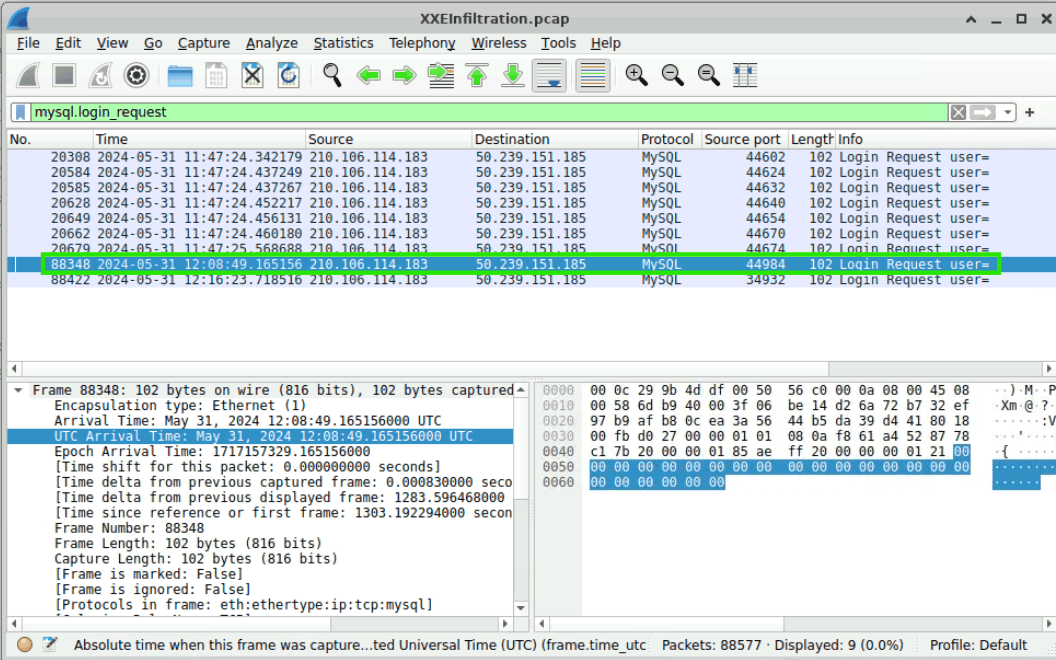 XXEInfiltration.pcap
File Edit View Go Capture Analyze Statistics Telephony Wireless Tools Help
mysql.login_request
No. Time Source Destination Protocol Source port Length Info
20308 2024-05-31 11:47:24.342179 210.106.114.183 50.239.151.185 MySQL 44602 102 Login Request user=
20584 2024-05-31 11:47:24.437249 210.106.114.183 50.239.151.185 MySQL 44624 102 Login Request user=
20585 2024-05-31 11:47:24.437267 210.106.114.183 50.239.151.185 MySQL 44632 102 Login Request user=
20628 2024-05-31 11:47:24.452217 210.106.114.183 50.239.151.185 MySQL 44640 102 Login Request user=
20649 2024-05-31 11:47:24.456131 210.106.114.183 50.239.151.185 MySQL 44654 102 Login Request user=
20662 2024-05-31 11:47:24.460180 210.106.114.183 50.239.151.185 MySQL 44670 102 Login Request user=
20679 2024-05-31 11:47:25.568688 210.106.114.183 50.239.151.185 MySQL 44674 102 Login Request user=
88348 2024-05-31 12:08:49.165156 210.106.114.183 50.239.151.185 MySQL 44984 102 Login Request user=
88422 2024-05-31 12:16:23.718516 210.106.114.183 50.239.151.185 MySQL 34932 102 Login Request user=
Frame 88348: 102 bytes on wire (816 bits), 102 bytes captured
Encapsulation type: Ethernet (1)
Arrival Time: May 31, 2024 12:08:49.165156000 UTC
UTC Arrival Time: May 31, 2024 12:08:49.165156000 UTC
Epoch Arrival Time: 1717157329.165156000
[Time shift for this packet: 0.000000000 seconds]
[Time delta from previous captured frame: 0.000830000 seco
[Time delta from previous displayed frame: 1283.596468000
[Time since reference or first frame: 1303.192294000 secon
Frame Number: 88348
Frame Length: 102 bytes (816 bits)
Capture Length: 102 bytes (816 bits)
[Frame is marked: False]
[Frame is ignored: False]
[Protocols in frame: eth:ethertype:ip:tcp:mysql]
0000 00 0c 29 9b 4d df 00 50 56 c0 00 0a 08 00 45 08 ··)·M··P
0010 00 58 6d b9 40 00 3f 06 be 14 d2 6a 72 b7 32 ef ·Xm·@·?·
0020 97 b9 af b8 0c ea 3a 56 44 b5 da 39 d4 41 80 18 ······:V
0030 00 fb d0 27 00 00 01 01 08 0a f8 61 a4 52 87 78 ···'····
0040 c1 7b 20 00 00 01 85 ae ff 20 00 00 00 01 21 00 ·{ ·····
0050 00 00 00 00 00 00 00 00 00 00 00 00 00 00 00 00 ········
0060 00 00 00 00 00 00 ······
Absolute time when this frame was capture…ted Universal Time (UTC) (frame.time_utc Packets: 88577 · Displayed: 9 (0.0%) Profile: Default